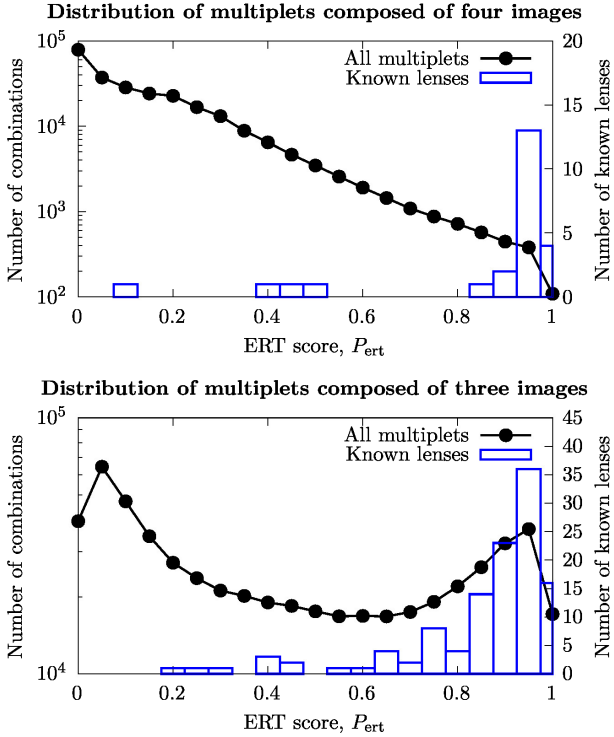 Distribution of multiplets composed of four images
All multiplets
Known lenses
Number of combinations
10^5
10^4
10^3
10^2
20
15
10
5
0
Number of known lenses
0 0.2 0.4 0.6 0.8 1
ERT score, P_ert
Distribution of multiplets composed of three images
All multiplets
Known lenses
Number of combinations
10^5
10^4
45
40
35
30
25
20
15
10
5
0
Number of known lenses
0 0.2 0.4 0.6 0.8 1
ERT score, P_ert